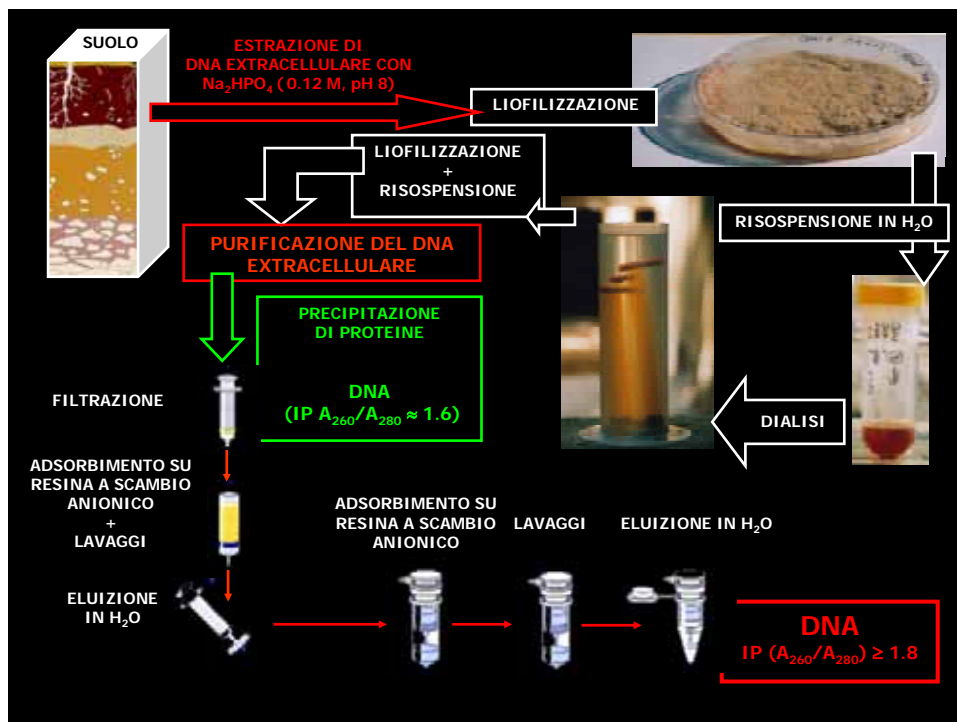 SUOLO
ESTRAZIONE DI
DNA EXTRACELLULARE CON
Na₂HPO₄ ( 0.12 M, pH 8)
LIOFILIZZAZIONE
LIOFILIZZAZIONE
+
RISOSPENSIONE
RISOSPENSIONE IN H₂O
PURIFICAZIONE DEL DNA
EXTRACELLULARE
PRECIPITAZIONE
DI PROTEINE
DNA
(IP A₂₆₀/A₂₈₀ ≈ 1.6)
DIALISI
FILTRAZIONE
ADSORBIMENTO SU
RESINA A SCAMBIO
ANIONICO
+
LAVAGGI
ELUIZIONE
IN H₂O
ADSORBIMENTO SU
RESINA A SCAMBIO
ANIONICO
LAVAGGI
ELUIZIONE IN H₂O
DNA
IP (A₂₆₀/A₂₈₀) ≥ 1.8